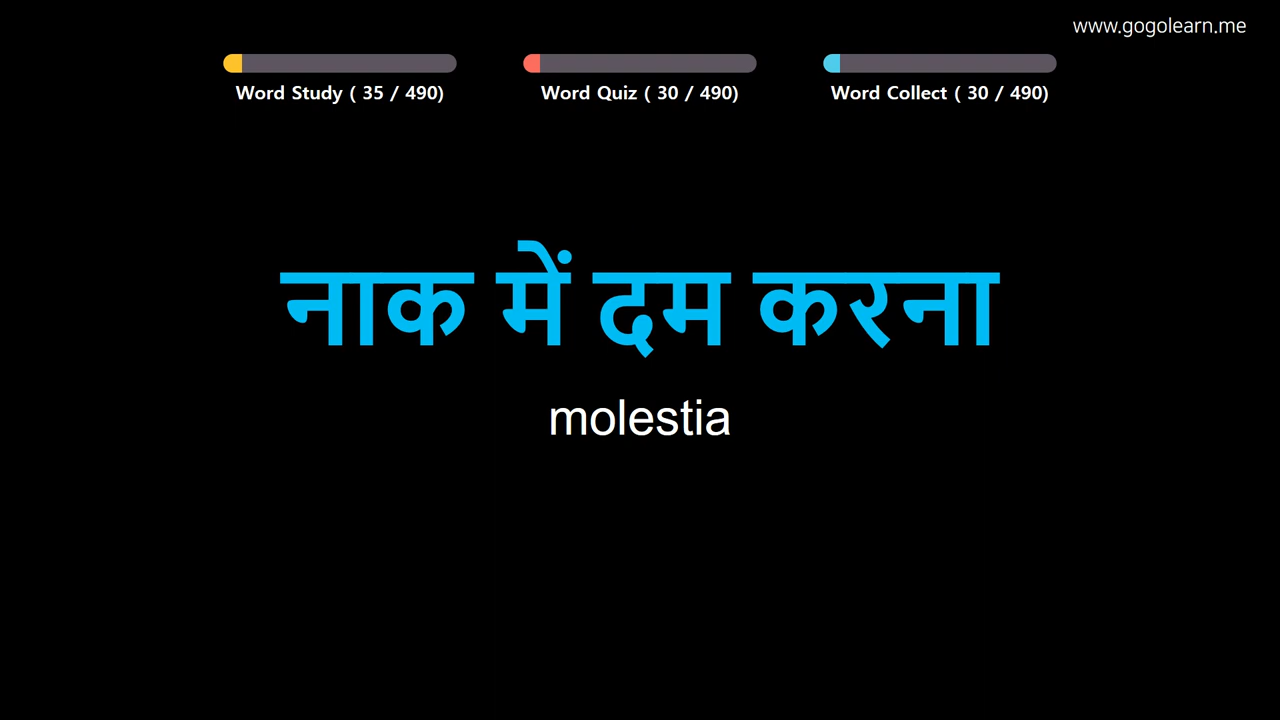 www.gogolearn.me
Word Study ( 35 / 490)
Word Quiz ( 30 / 490)
Word Collect ( 30 / 490)
नाक में दम करना
molestia